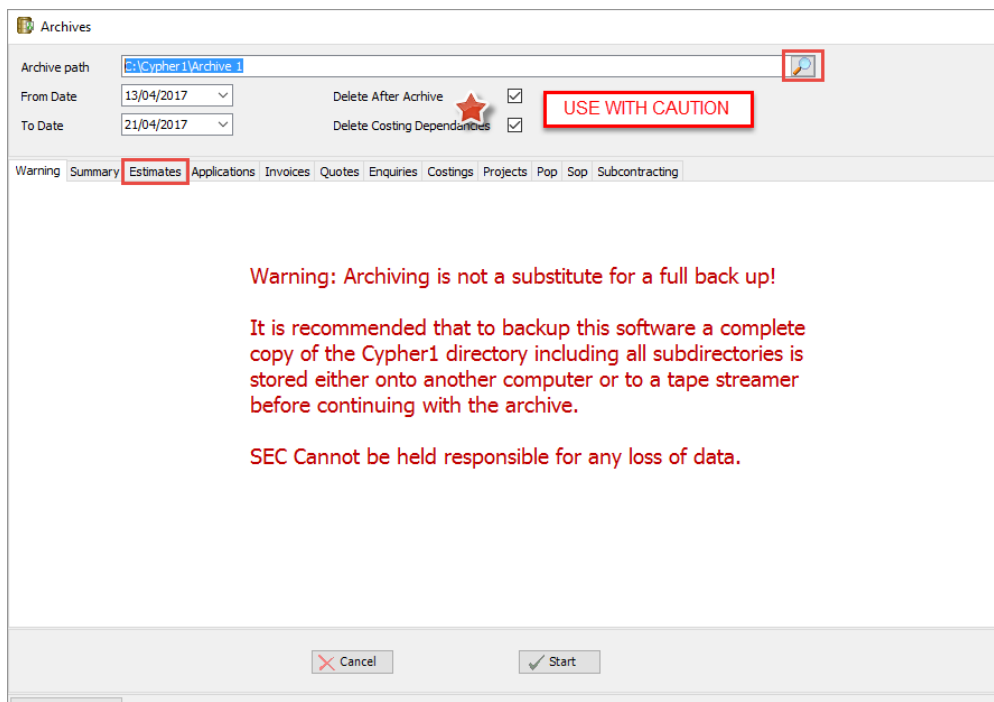 Archives
Archive path C:\Cypher1\Archive 1
From Date 13/04/2017 Delete After Acrhive USE WITH CAUTION
To Date 21/04/2017 Delete Costing Dependancies
Warning Summary Estimates Applications Invoices Quotes Enquiries Costings Projects Pop Sop Subcontracting
Warning: Archiving is not a substitute for a full back up!
It is recommended that to backup this software a complete
copy of the Cypher1 directory including all subdirectories is
stored either onto another computer or to a tape streamer
before continuing with the archive.
SEC Cannot be held responsible for any loss of data.
Cancel Start